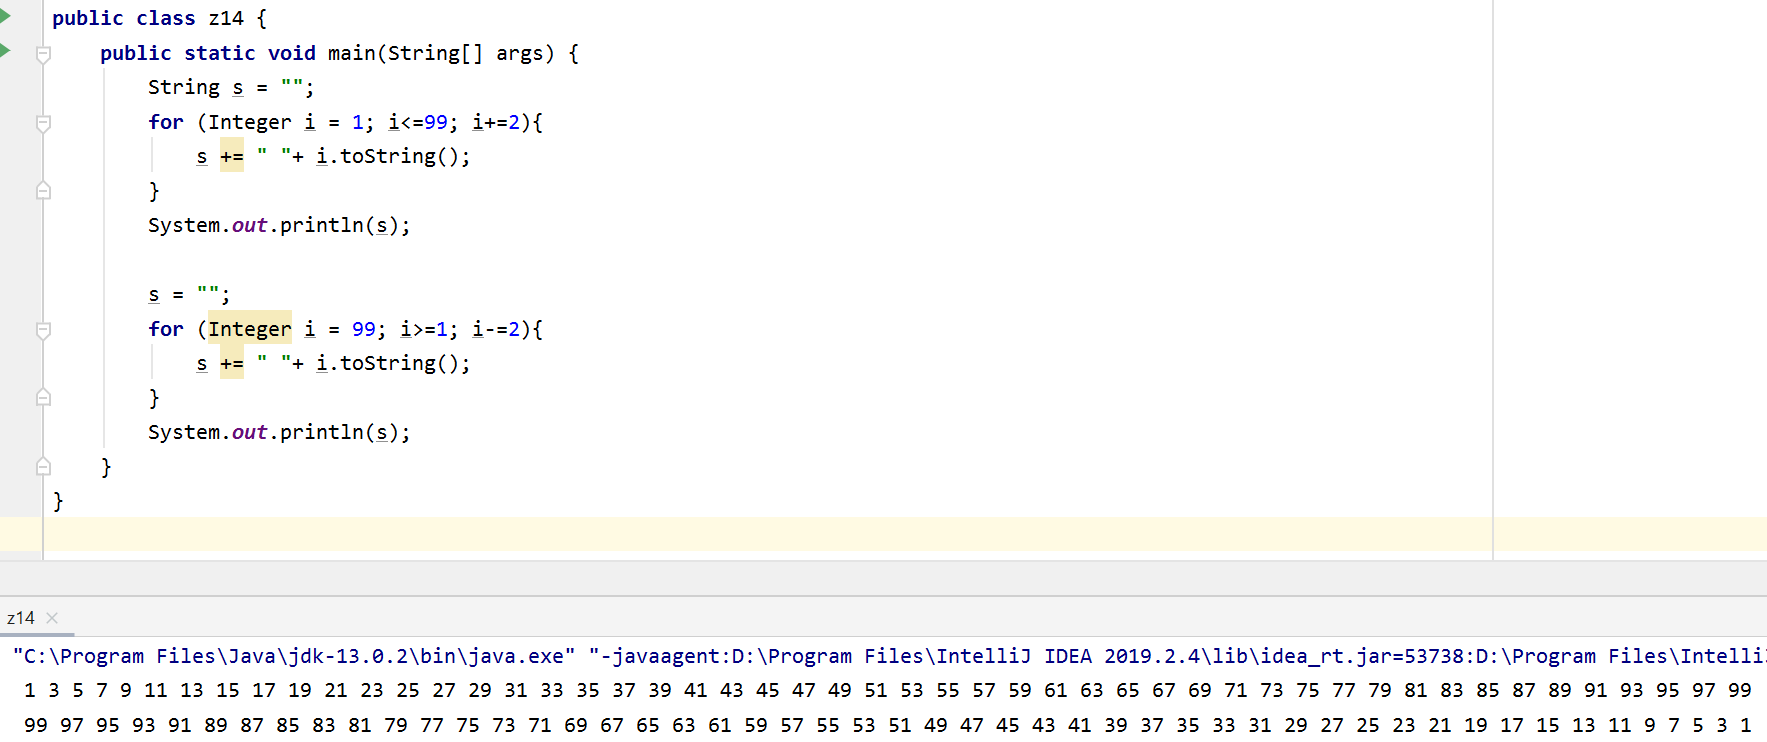 public class z14 {
    public static void main(String[] args) {
        String s = "";
        for (Integer i = 1; i<=99; i+=2){
            s += " "+ i.toString();
        }
        System.out.println(s);

        s = "";
        for (Integer i = 99; i>=1; i-=2){
            s += " "+ i.toString();
        }
        System.out.println(s);
    }
}
z14
"C:\Program Files\Java\jdk-13.0.2\bin\java.exe" "-javaagent:D:\Program Files\IntelliJ IDEA 2019.2.4\lib\idea_rt.jar=53738:D:\Program Files\Intelli
1 3 5 7 9 11 13 15 17 19 21 23 25 27 29 31 33 35 37 39 41 43 45 47 49 51 53 55 57 59 61 63 65 67 69 71 73 75 77 79 81 83 85 87 89 91 93 95 97 99
99 97 95 93 91 89 87 85 83 81 79 77 75 73 71 69 67 65 63 61 59 57 55 53 51 49 47 45 43 41 39 37 35 33 31 29 27 25 23 21 19 17 15 13 11 9 7 5 3 1